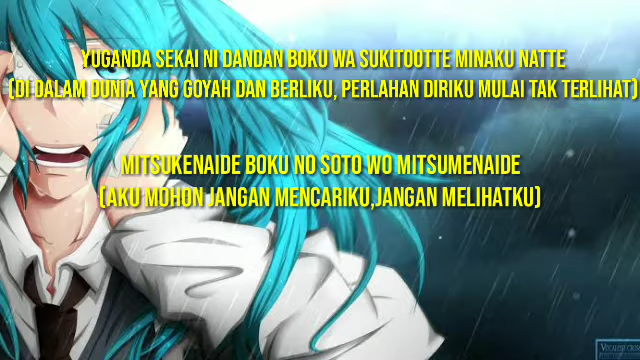 YUGANDA SEKAI NI DANDAN BOKU WA SUKITOOTTE MINAKU NATTE
(DI DALAM DUNIA YANG GOYAH DAN BERLIKU, PERLAHAN DIRIKU MULAI TAK TERLIHAT)
MITSUKENAIDE BOKU NO SOTO WO MITSUMENAIDE
(AKU MOHON JANGAN MENCARIKU,JANGAN MELIHATKU)